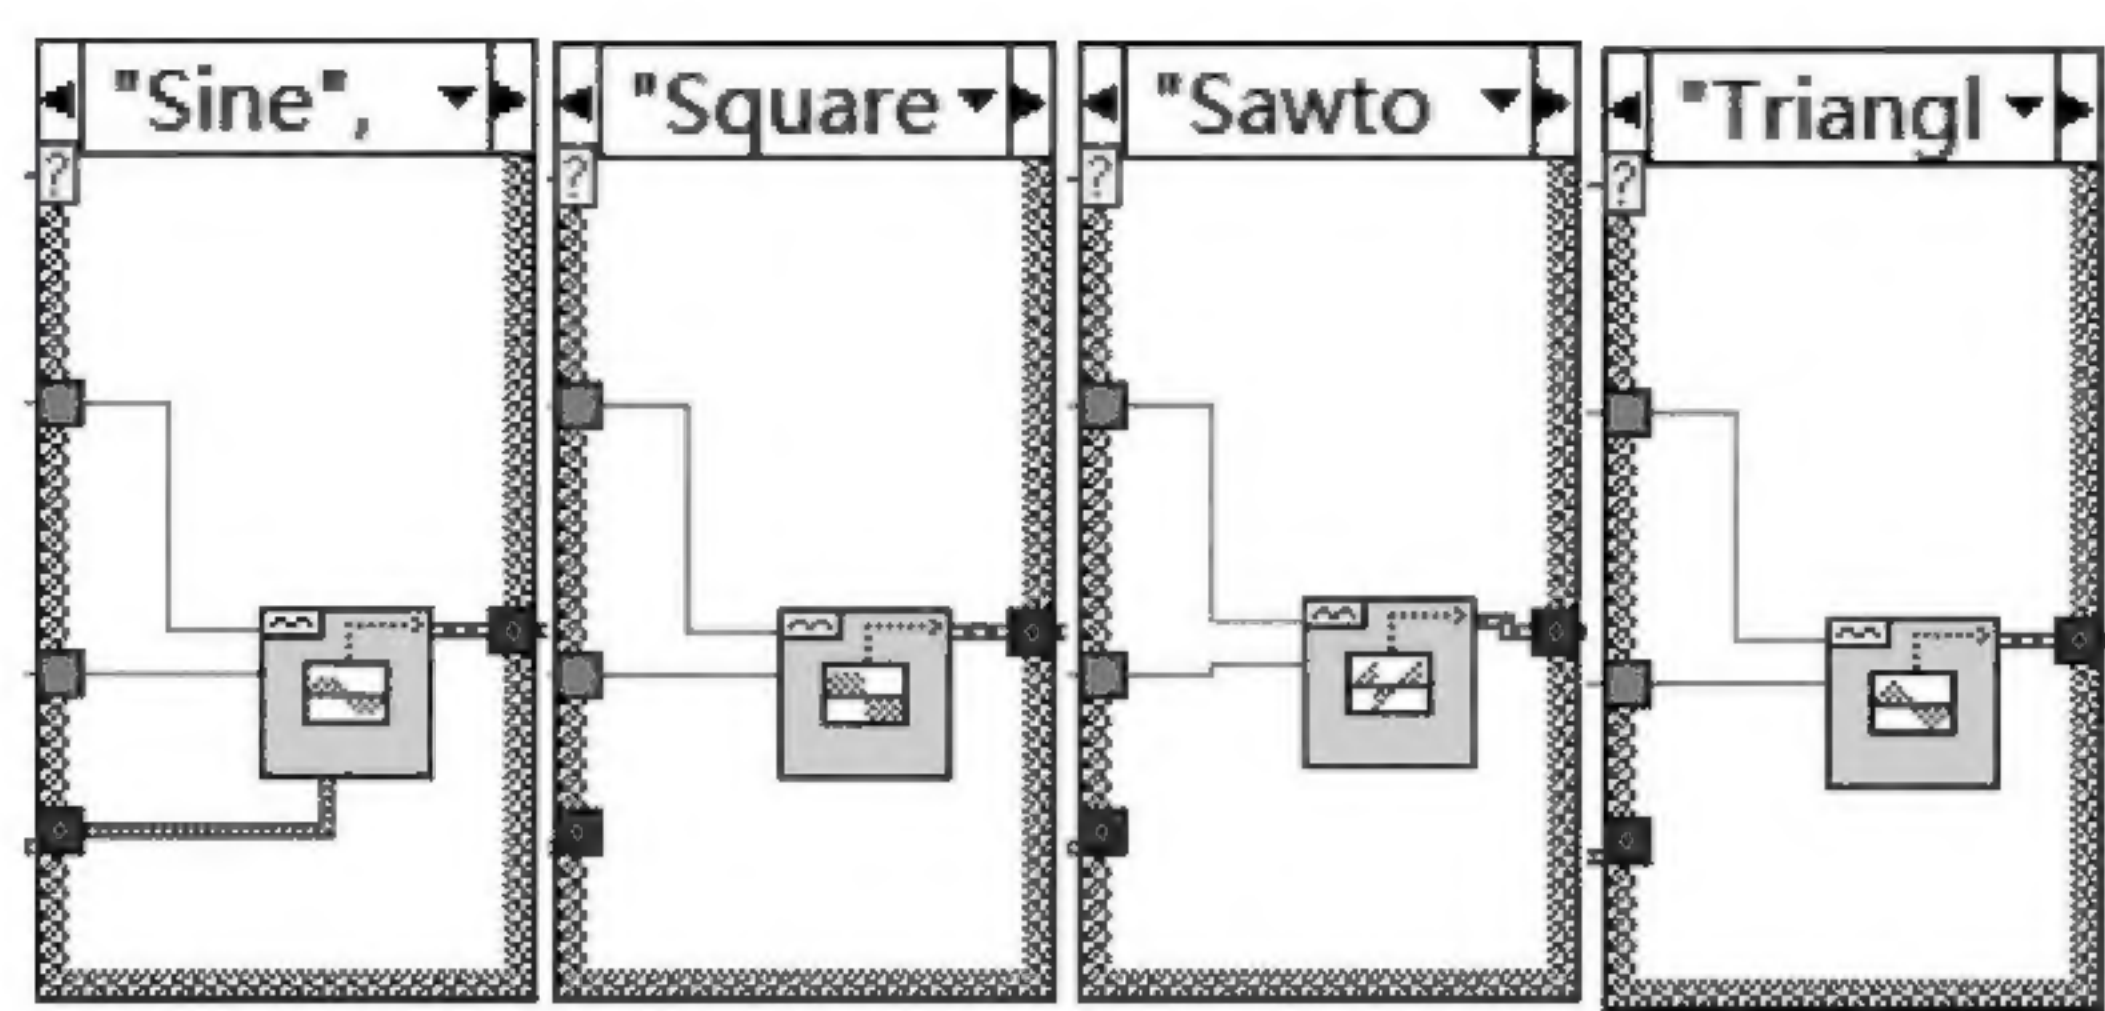 "Sine",
"Square
"Sawto
"Triangl
?
?
?
?